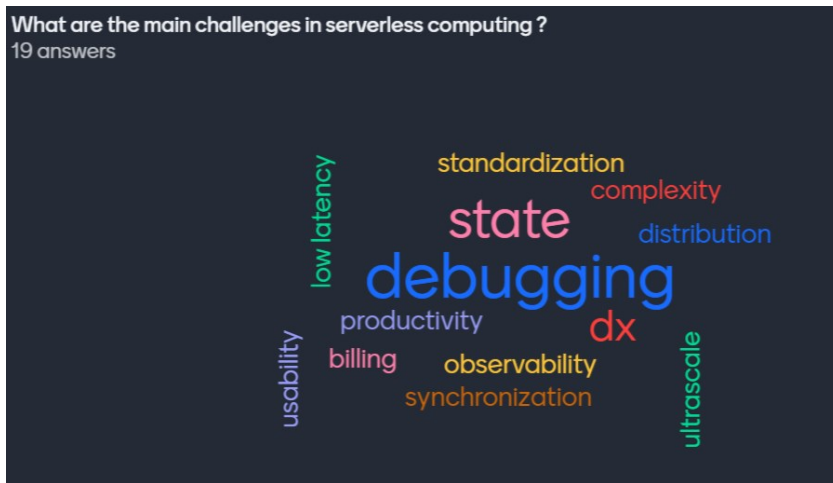 What are the main challenges in serverless computing ?
19 answers
standardization
low latency
complexity
state
distribution
debugging
productivity
dx
usability
billing
observability
ultrascale
synchronization